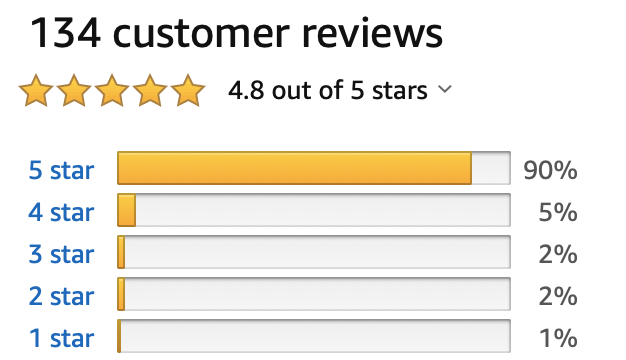 134 customer reviews
4.8 out of 5 stars
5 star 90%
4 star 5%
3 star 2%
2 star 2%
1 star 1%